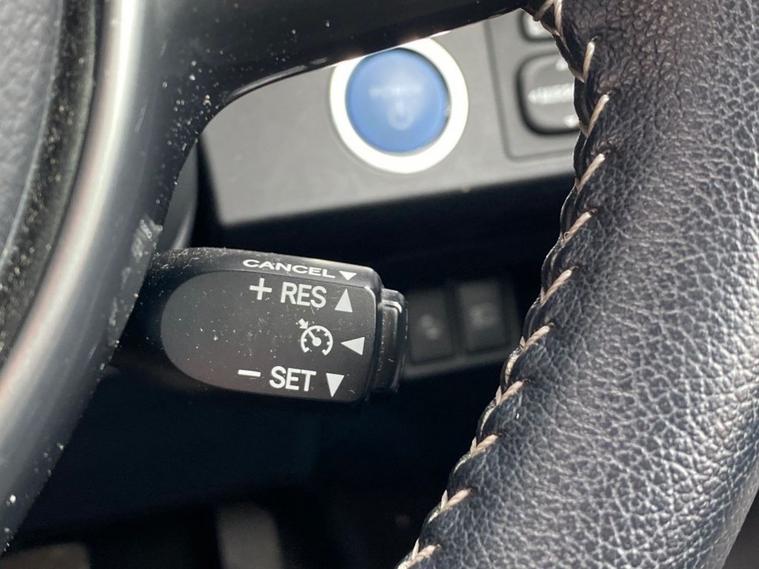 CANCEL
+ RES
- SET